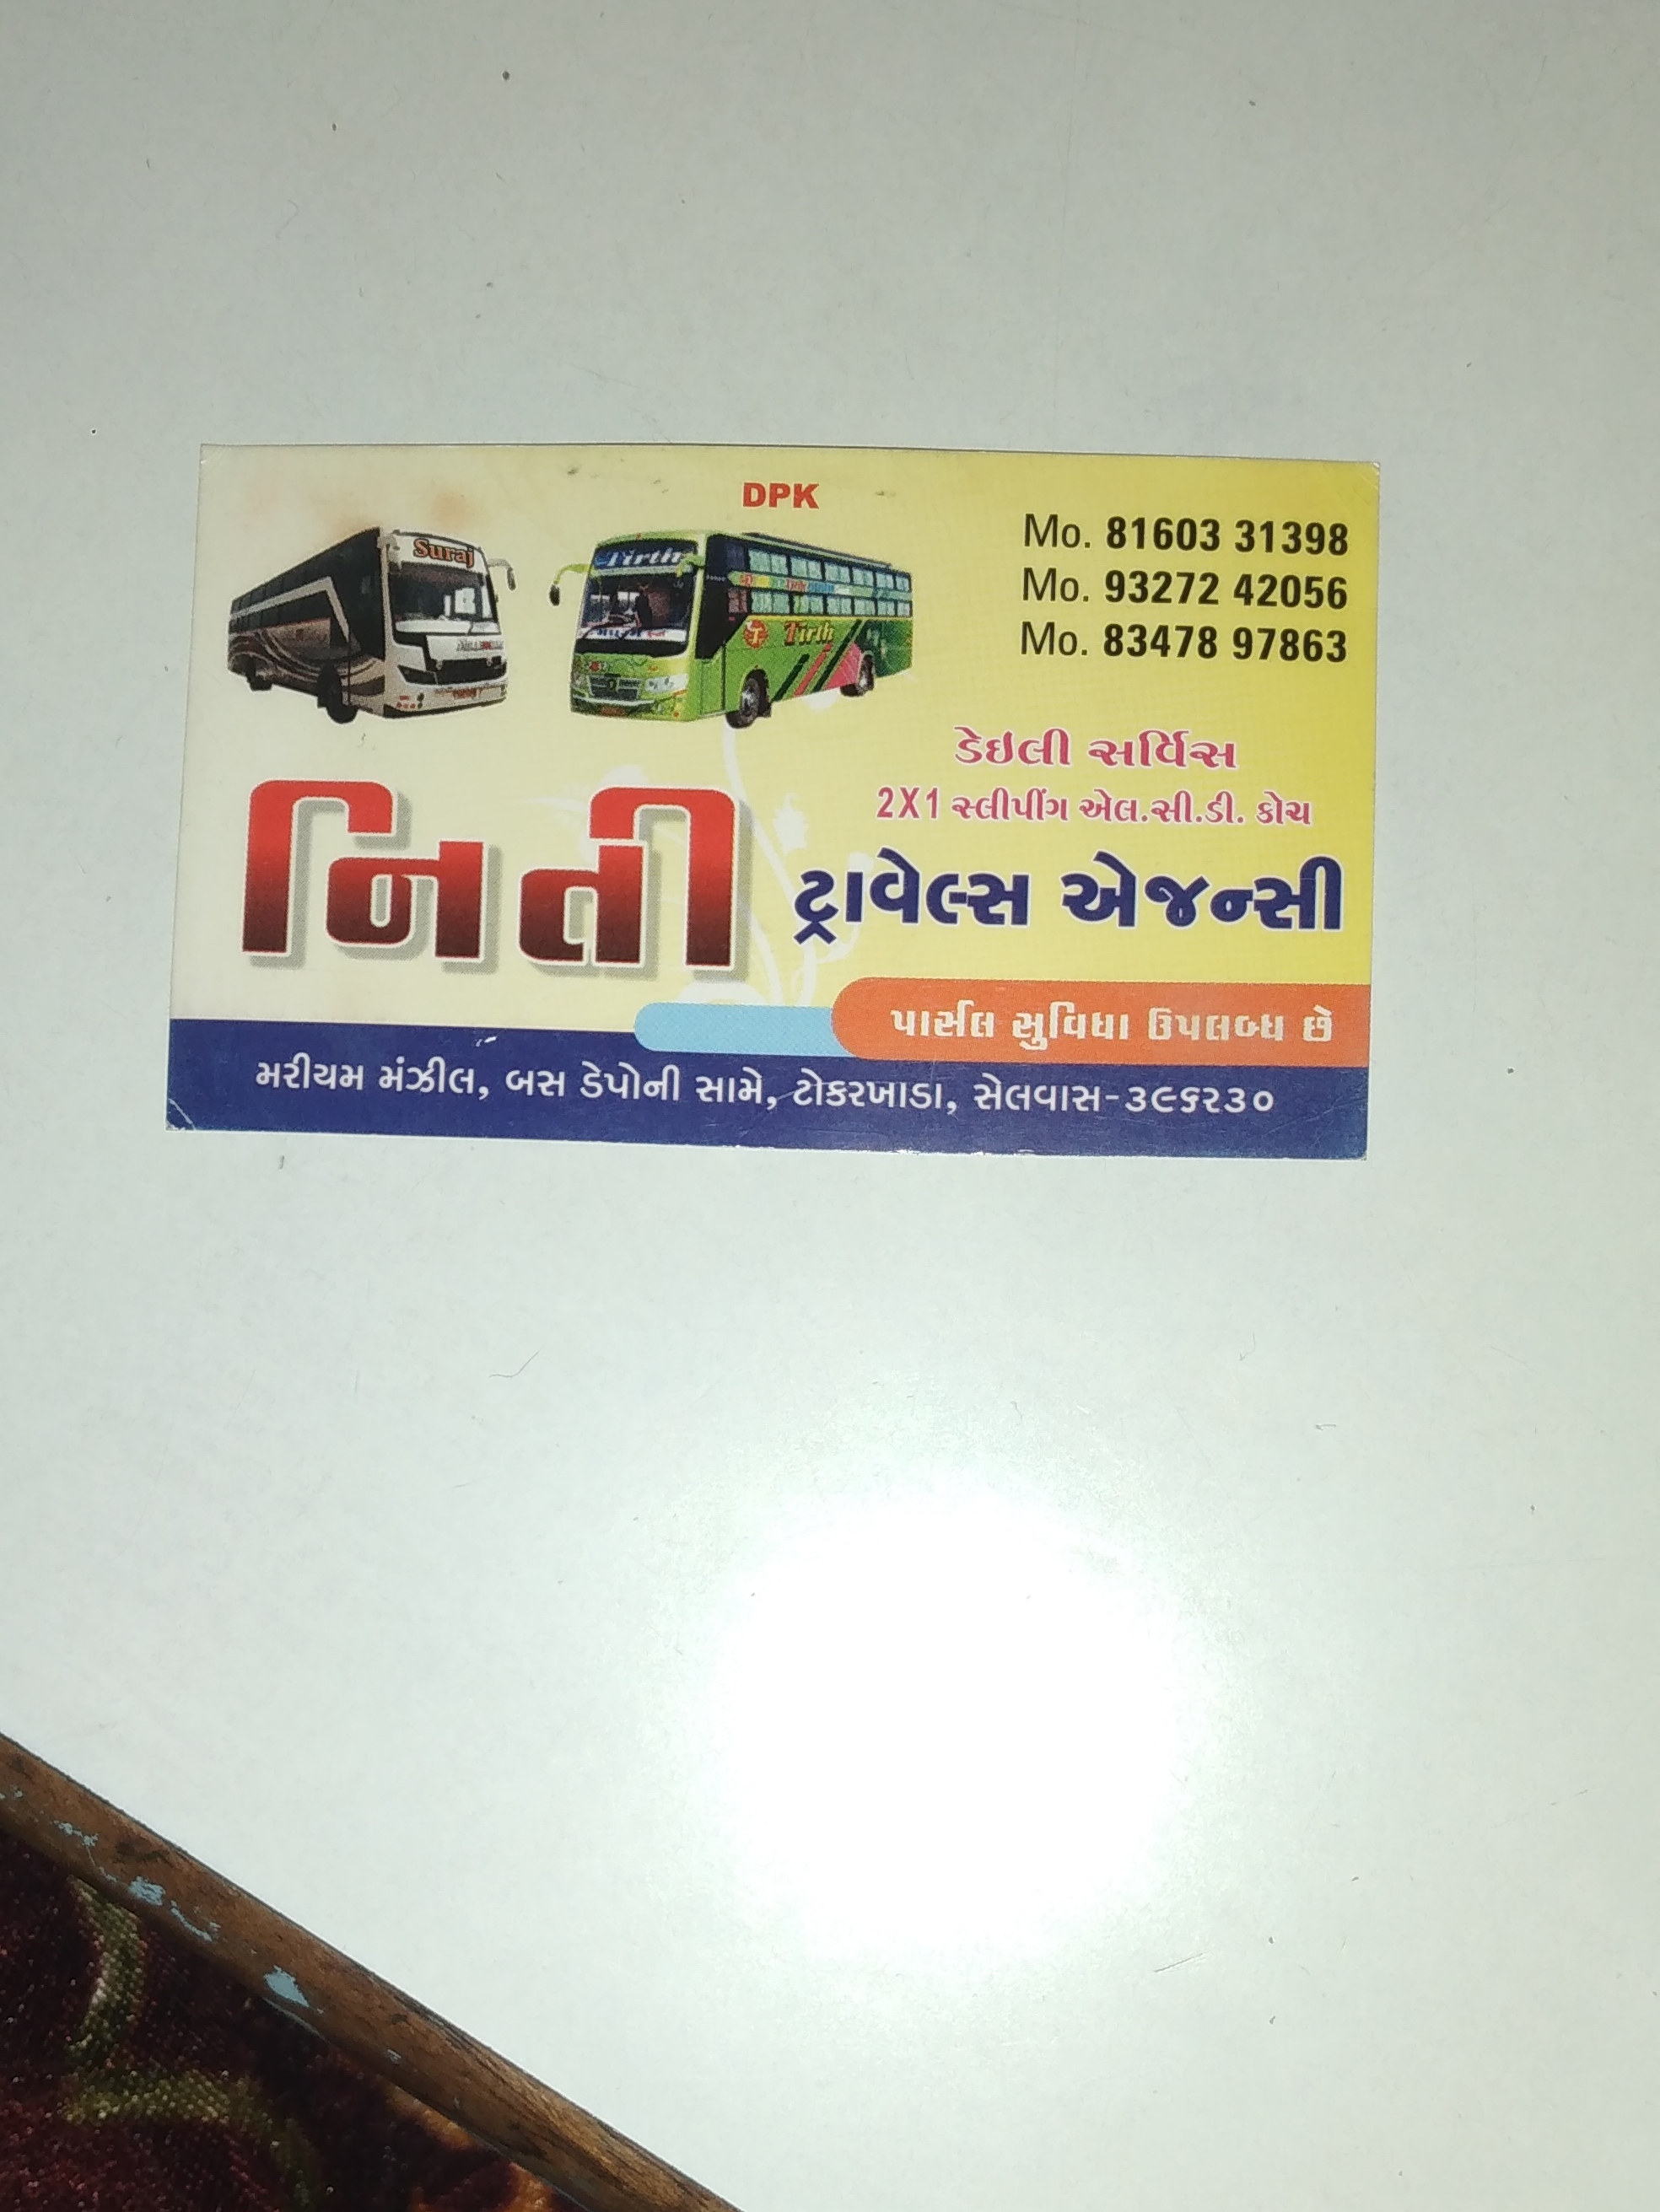 DPK
Suraj
Tirth
Tirth
Mo. 81603 31398
Mo. 93272 42056
Mo. 83478 97863
ડેઇલી સર્વિસ
2X1 સ્લીપીંગ એલ.સી.ડી. કોચ
નિતી ટ્રાવેલ્સ એજન્સી
પાર્સલ સુવિધા ઉપલબ્ધ છે
મરીયમ મંઝીલ, બસ ડેપોની સામે, ટોકરખાડા, સેલવાસ-૩૯૬૨૩૦